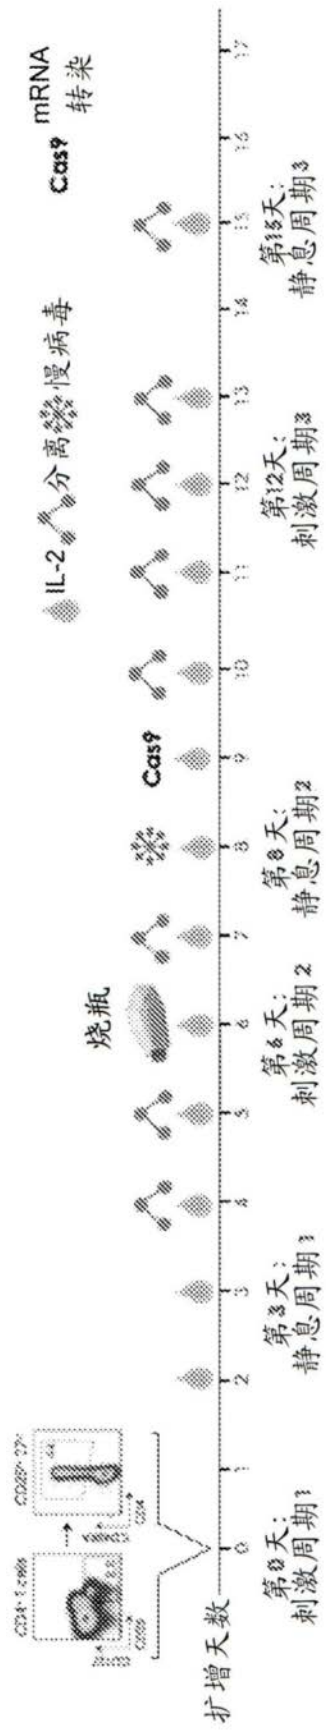 IL-2
分离
慢病毒
Cas9
mRNA
转染
CD4⁺ T cells
烧瓶
Cas9
扩增天数
0 1 2 3 4 5 6 7 8 9 10 11 12 13 14 15 16 17
第0天:
刺激周期1
第3天:
静息周期1
第6天:
刺激周期2
第8天:
静息周期2
第12天:
刺激周期3
第15天:
静息周期3